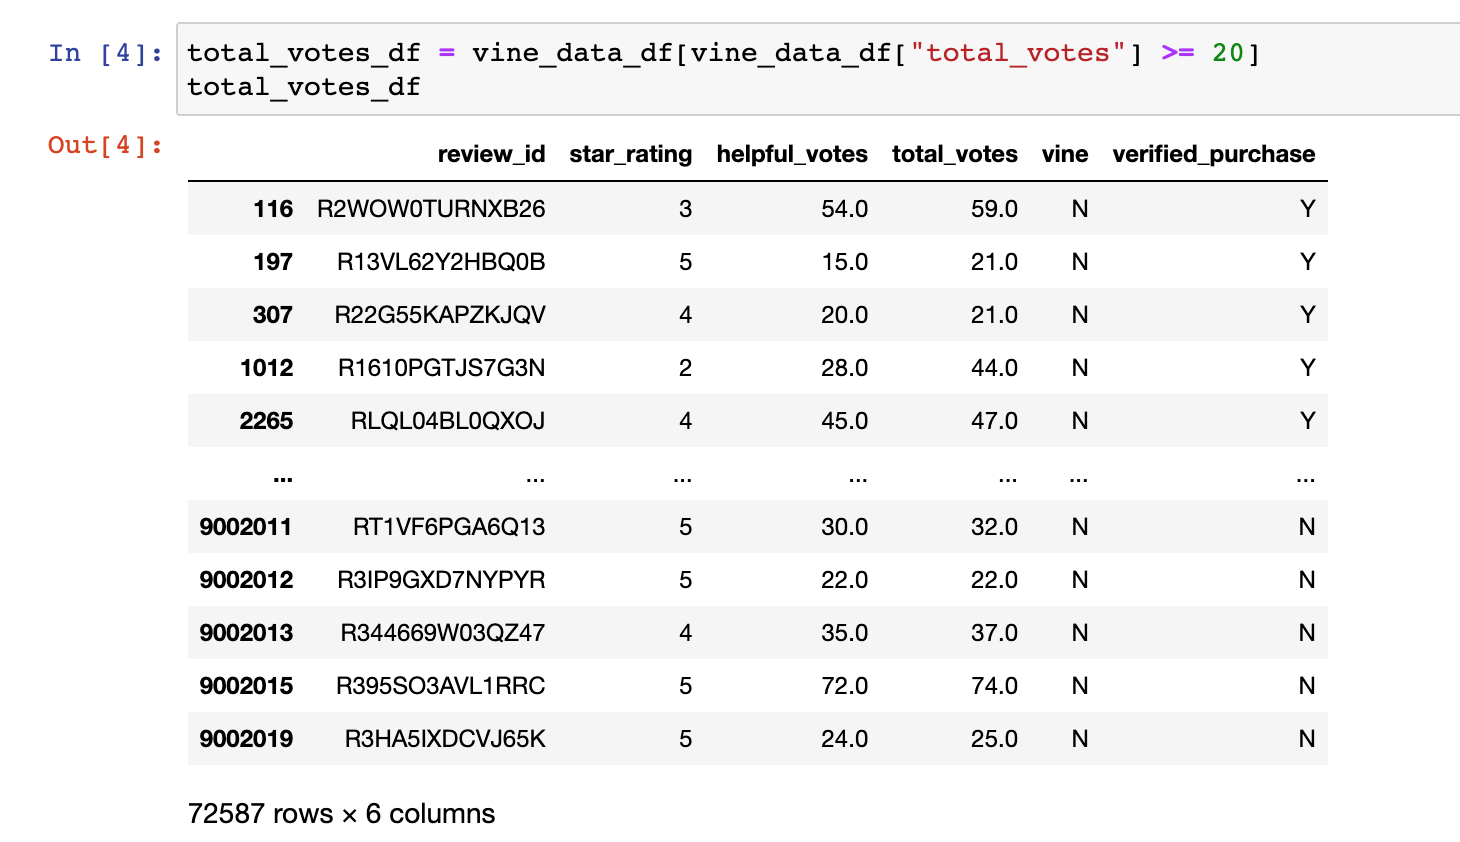 In [4]: total_votes_df = vine_data_df[vine_data_df["total_votes"] >= 20]
total_votes_df
Out[4]:
review_id star_rating helpful_votes total_votes vine verified_purchase
116 R2WOW0TURNXB26 3 54.0 59.0 N Y
197 R13VL62Y2HBQ0B 5 15.0 21.0 N Y
307 R22G55KAPZKJQV 4 20.0 21.0 N Y
1012 R1610PGTJS7G3N 2 28.0 44.0 N Y
2265 RLQL04BL0QXOJ 4 45.0 47.0 N Y
... ... ... ... ... ... ...
9002011 RT1VF6PGA6Q13 5 30.0 32.0 N N
9002012 R3IP9GXD7NYPYR 5 22.0 22.0 N N
9002013 R344669W03QZ47 4 35.0 37.0 N N
9002015 R395SO3AVL1RRC 5 72.0 74.0 N N
9002019 R3HA5IXDCVJ65K 5 24.0 25.0 N N
72587 rows × 6 columns